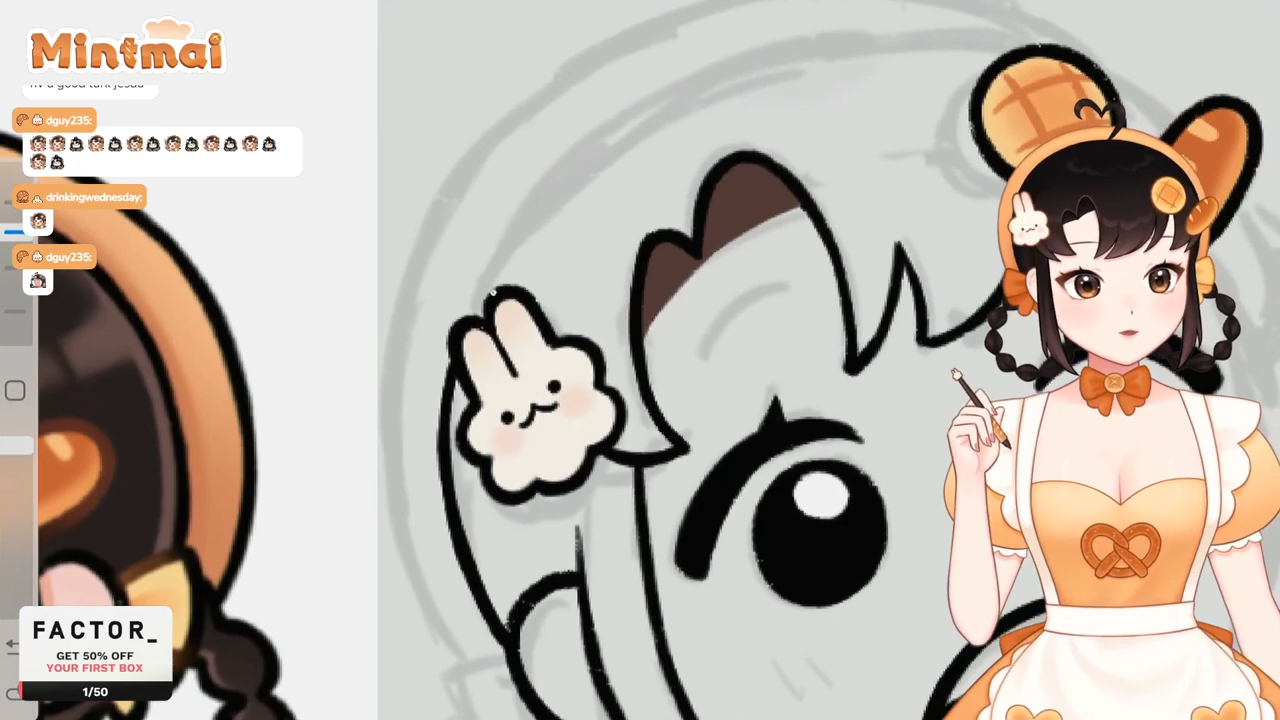 Mintmai
dguy235:
drinkingwednesday:
dguy235:
FACTOR_
GET 50% OFF
YOUR FIRST BOX
1/50